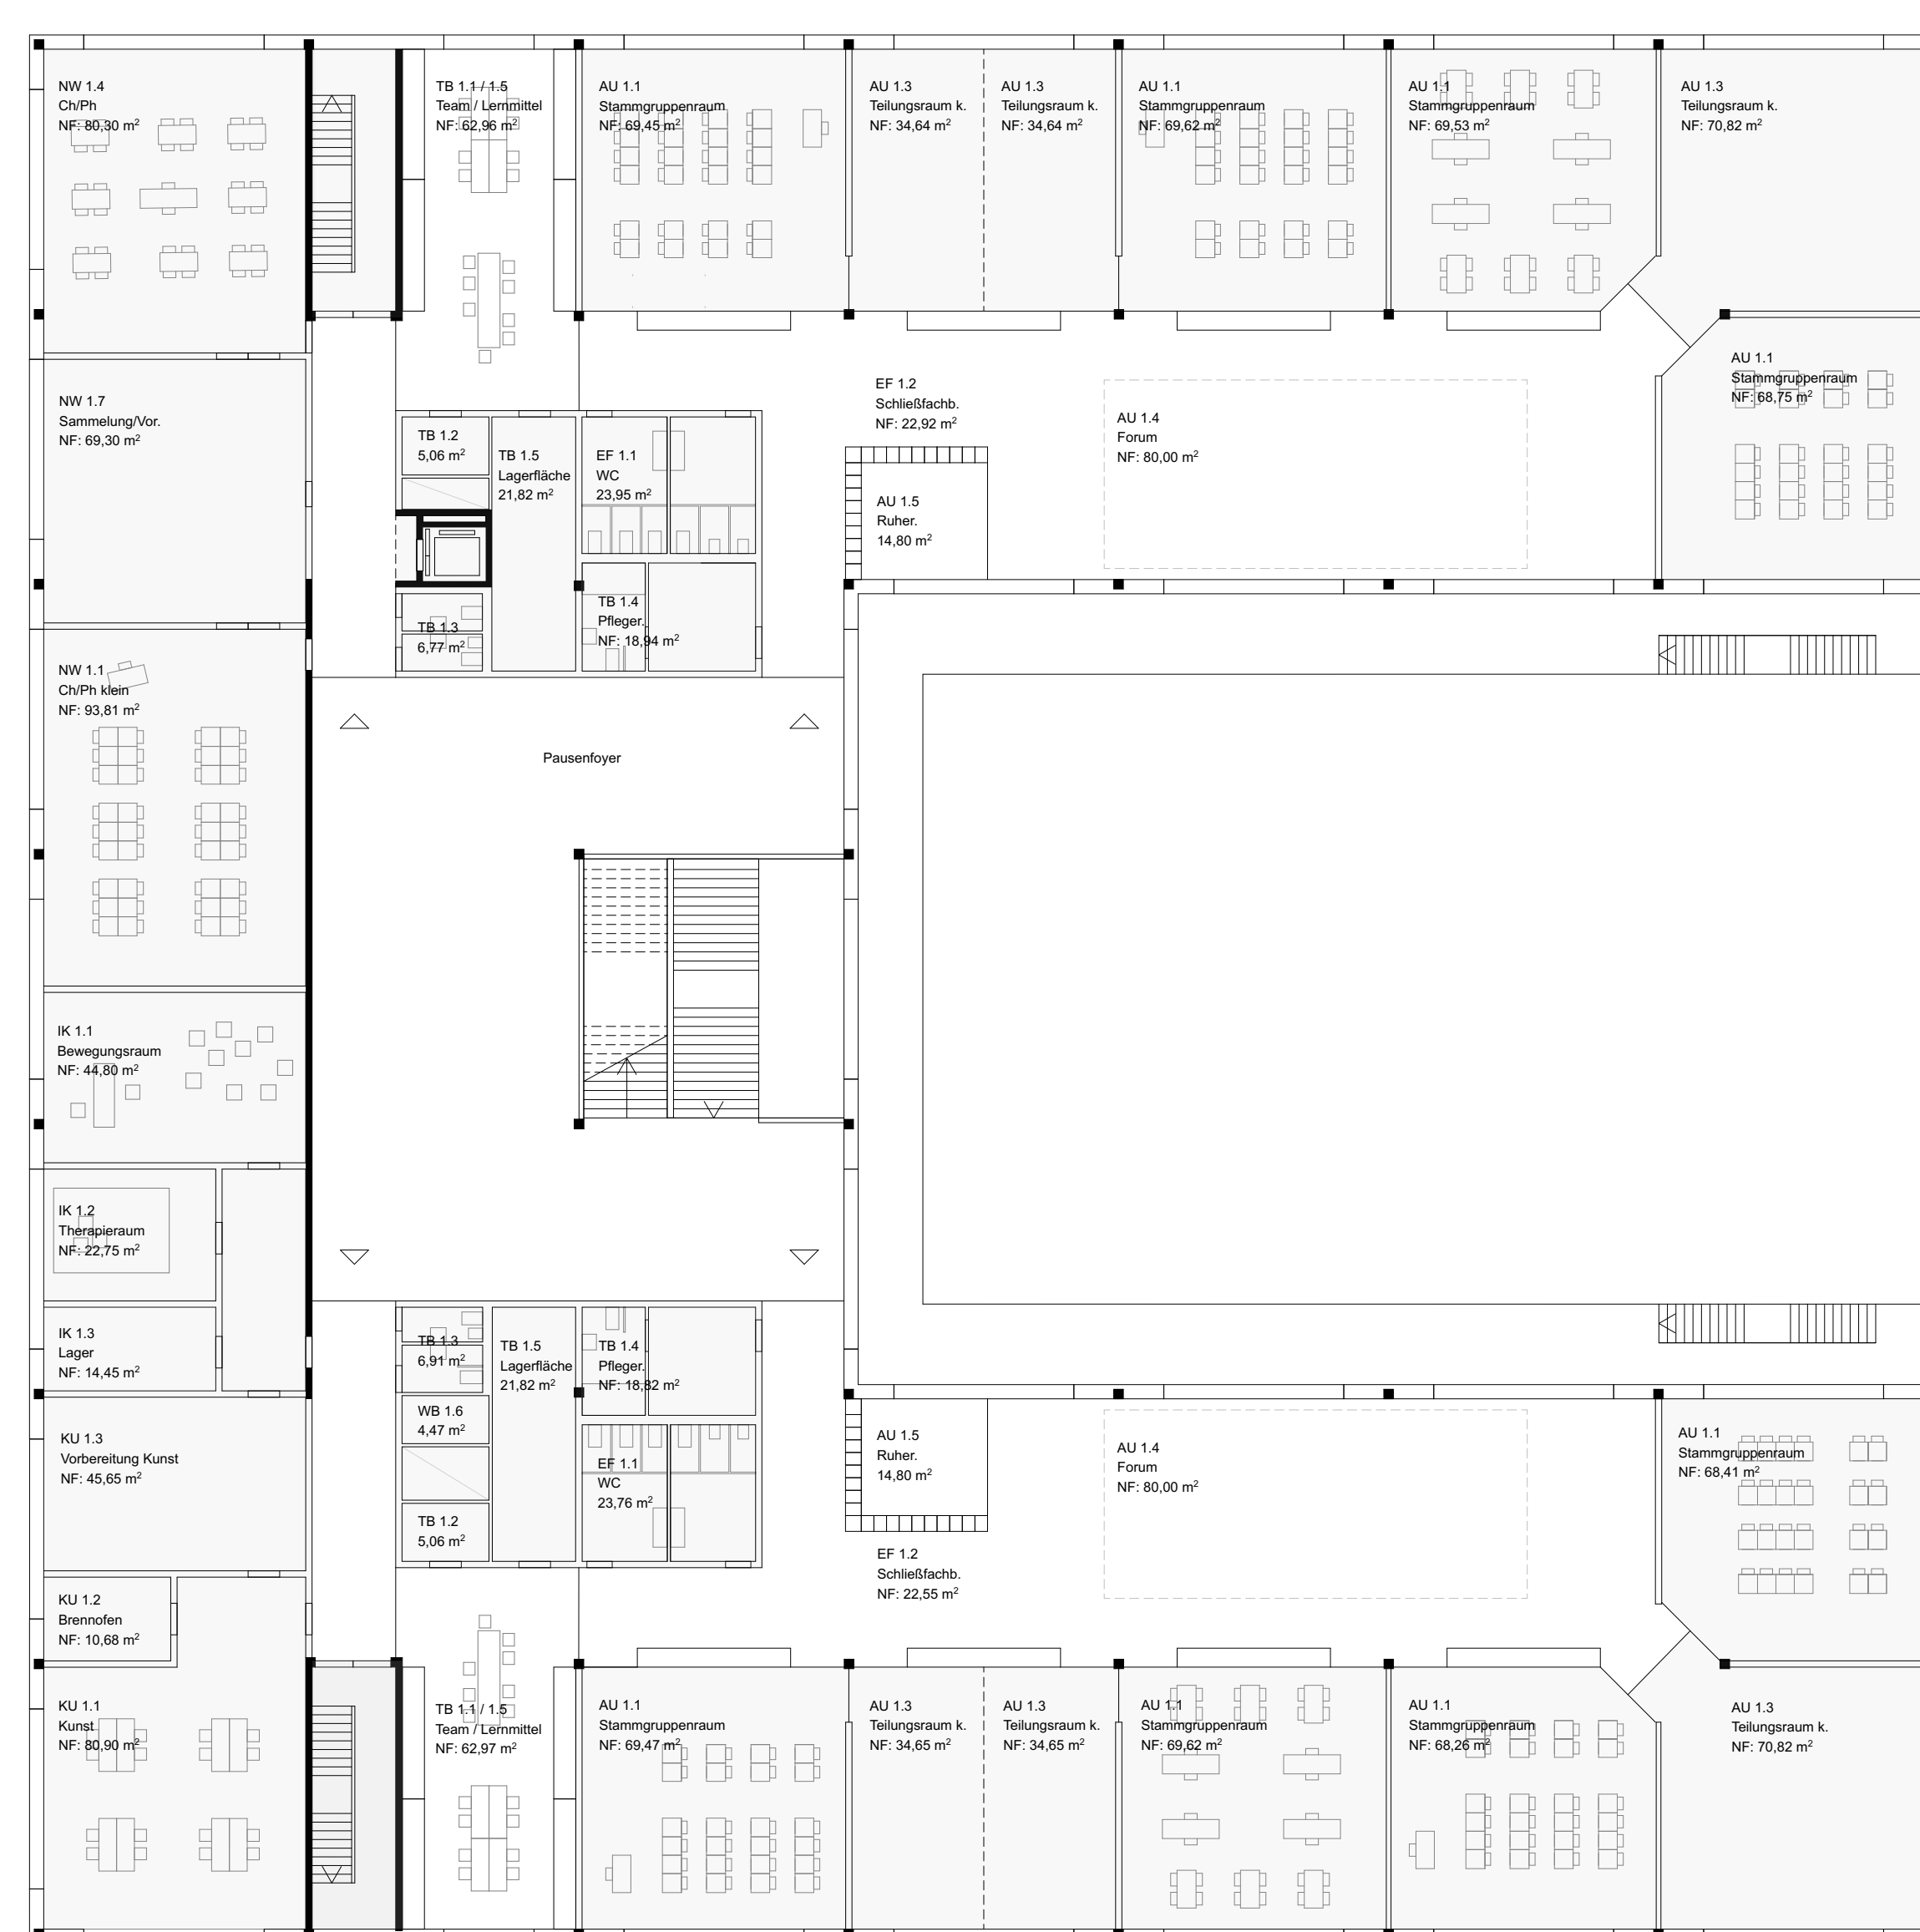 NW 1.4
Ch/Ph
NF: 80,30 m²
TB 1.1 / 1.5
Team / Lernmittel
NF: 62,96 m²
AU 1.1
Stammgruppenraum
NF: 69,45 m²
AU 1.3
Teilungsraum k.
NF: 34,64 m²
AU 1.3
Teilungsraum k.
NF: 34,64 m²
AU 1.1
Stammgruppenraum
NF: 69,62 m²
AU 1.1
Stammgruppenraum
NF: 69,53 m²
AU 1.3
Teilungsraum k.
NF: 70,82 m²
AU 1.1
Stammgruppenraum
NF: 68,75 m²
NW 1.7
Sammelung/Vor.
NF: 69,30 m²
TB 1.2
5,06 m²
TB 1.5
Lagerfläche
21,82 m²
EF 1.1
WC
23,95 m²
EF 1.2
Schließfachb.
NF: 22,92 m²
AU 1.4
Forum
NF: 80,00 m²
AU 1.5
Ruher.
14,80 m²
TB 1.3
6,77 m²
TB 1.4
Pfleger.
NF: 18,94 m²
NW 1.1
Ch/Ph klein
NF: 93,81 m²
Pausenfoyer
IK 1.1
Bewegungsraum
NF: 44,80 m²
IK 1.2
Therapieraum
NF: 22,75 m²
IK 1.3
Lager
NF: 14,45 m²
TB 1.3
6,91 m²
TB 1.5
Lagerfläche
21,82 m²
TB 1.4
Pfleger.
NF: 18,82 m²
WB 1.6
4,47 m²
EF 1.1
WC
23,76 m²
TB 1.2
5,06 m²
AU 1.5
Ruher.
14,80 m²
AU 1.4
Forum
NF: 80,00 m²
AU 1.1
Stammgruppenraum
NF: 68,41 m²
EF 1.2
Schließfachb.
NF: 22,55 m²
KU 1.3
Vorbereitung Kunst
NF: 45,65 m²
KU 1.2
Brennofen
NF: 10,68 m²
KU 1.1
Kunst
NF: 80,90 m²
TB 1.1 / 1.5
Team / Lernmittel
NF: 62,97 m²
AU 1.1
Stammgruppenraum
NF: 69,47 m²
AU 1.3
Teilungsraum k.
NF: 34,65 m²
AU 1.3
Teilungsraum k.
NF: 34,65 m²
AU 1.1
Stammgruppenraum
NF: 69,62 m²
AU 1.1
Stammgruppenraum
NF: 68,26 m²
AU 1.3
Teilungsraum k.
NF: 70,82 m²